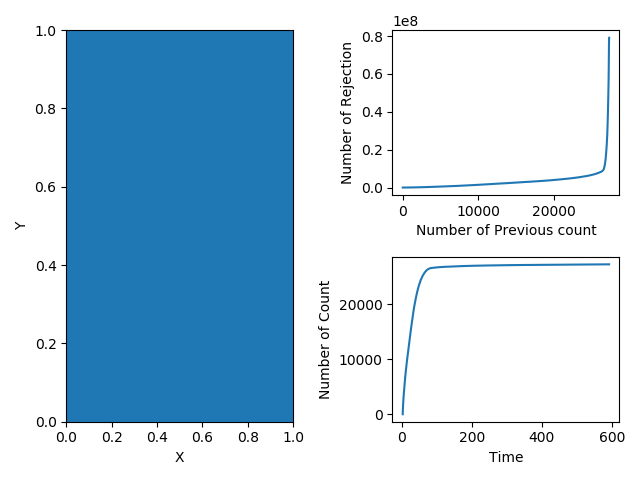 1.0
0.8
0.6
0.4
0.2
0.0
Y
0.0 0.2 0.4 0.6 0.8 1.0
X
1e8
0.8
0.6
0.4
0.2
0.0
Number of Rejection
0 10000 20000
Number of Previous count
20000
10000
0
Number of Count
0 200 400 600
Time